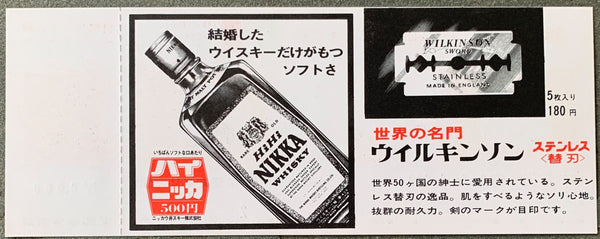 結婚した
ウイスキーだけがもつ
ソフトさ
RARE OLD
HiHi
NIKKA
WHISKY
いちばんソフトな口あたり
ハイ
ニッカ
500円
ニッカウヰスキー株式会社
WILKINSON
SWORD
STAINLESS
MADE IN ENGLAND
5枚入り
180円
世界の名門
ウイルキンソン
ステンレス
〈替刃〉
世界50ヶ国の紳士に愛用されている。ステン
レス替刃の逸品。肌をすべるようなソリ心地。
抜群の耐久力。剣のマークが目印です。